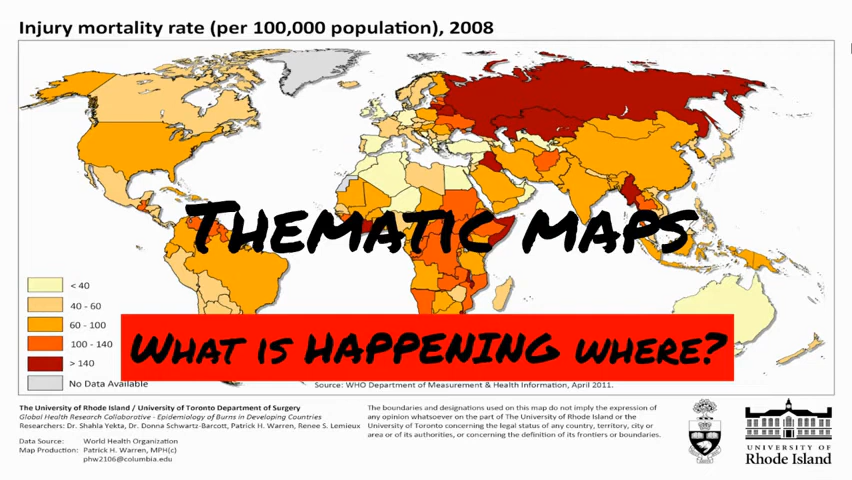 Injury mortality rate (per 100,000 population), 2008
Thematic maps
What is happening where?
< 40
40 - 60
60 - 100
100 - 140
> 140
No Data Available
Source: WHO Department of Measurement & Health Information, April 2011.
The University of Rhode Island / University of Toronto Department of Surgery
Global Health Research Collaborative - Epidemiology of Burns in Developing Countries
Researchers: Dr. Shahla Yekta, Dr. Donna Schwartz-Barcott, Patrick H. Warren, Renee S. Lemieux
Data Source: World Health Organization
Map Production: Patrick H. Warren, MPH(c)
phw2106@columbia.edu
The boundaries and designations used on this map do not imply the expression of
any opinion whatsoever on the part of The University of Rhode Island or the
University of Toronto concerning the legal status of any country, territory, city or
area or of its authorities, or concerning the definition of its frontiers or boundaries.
UNIVERSITY OF
Rhode Island